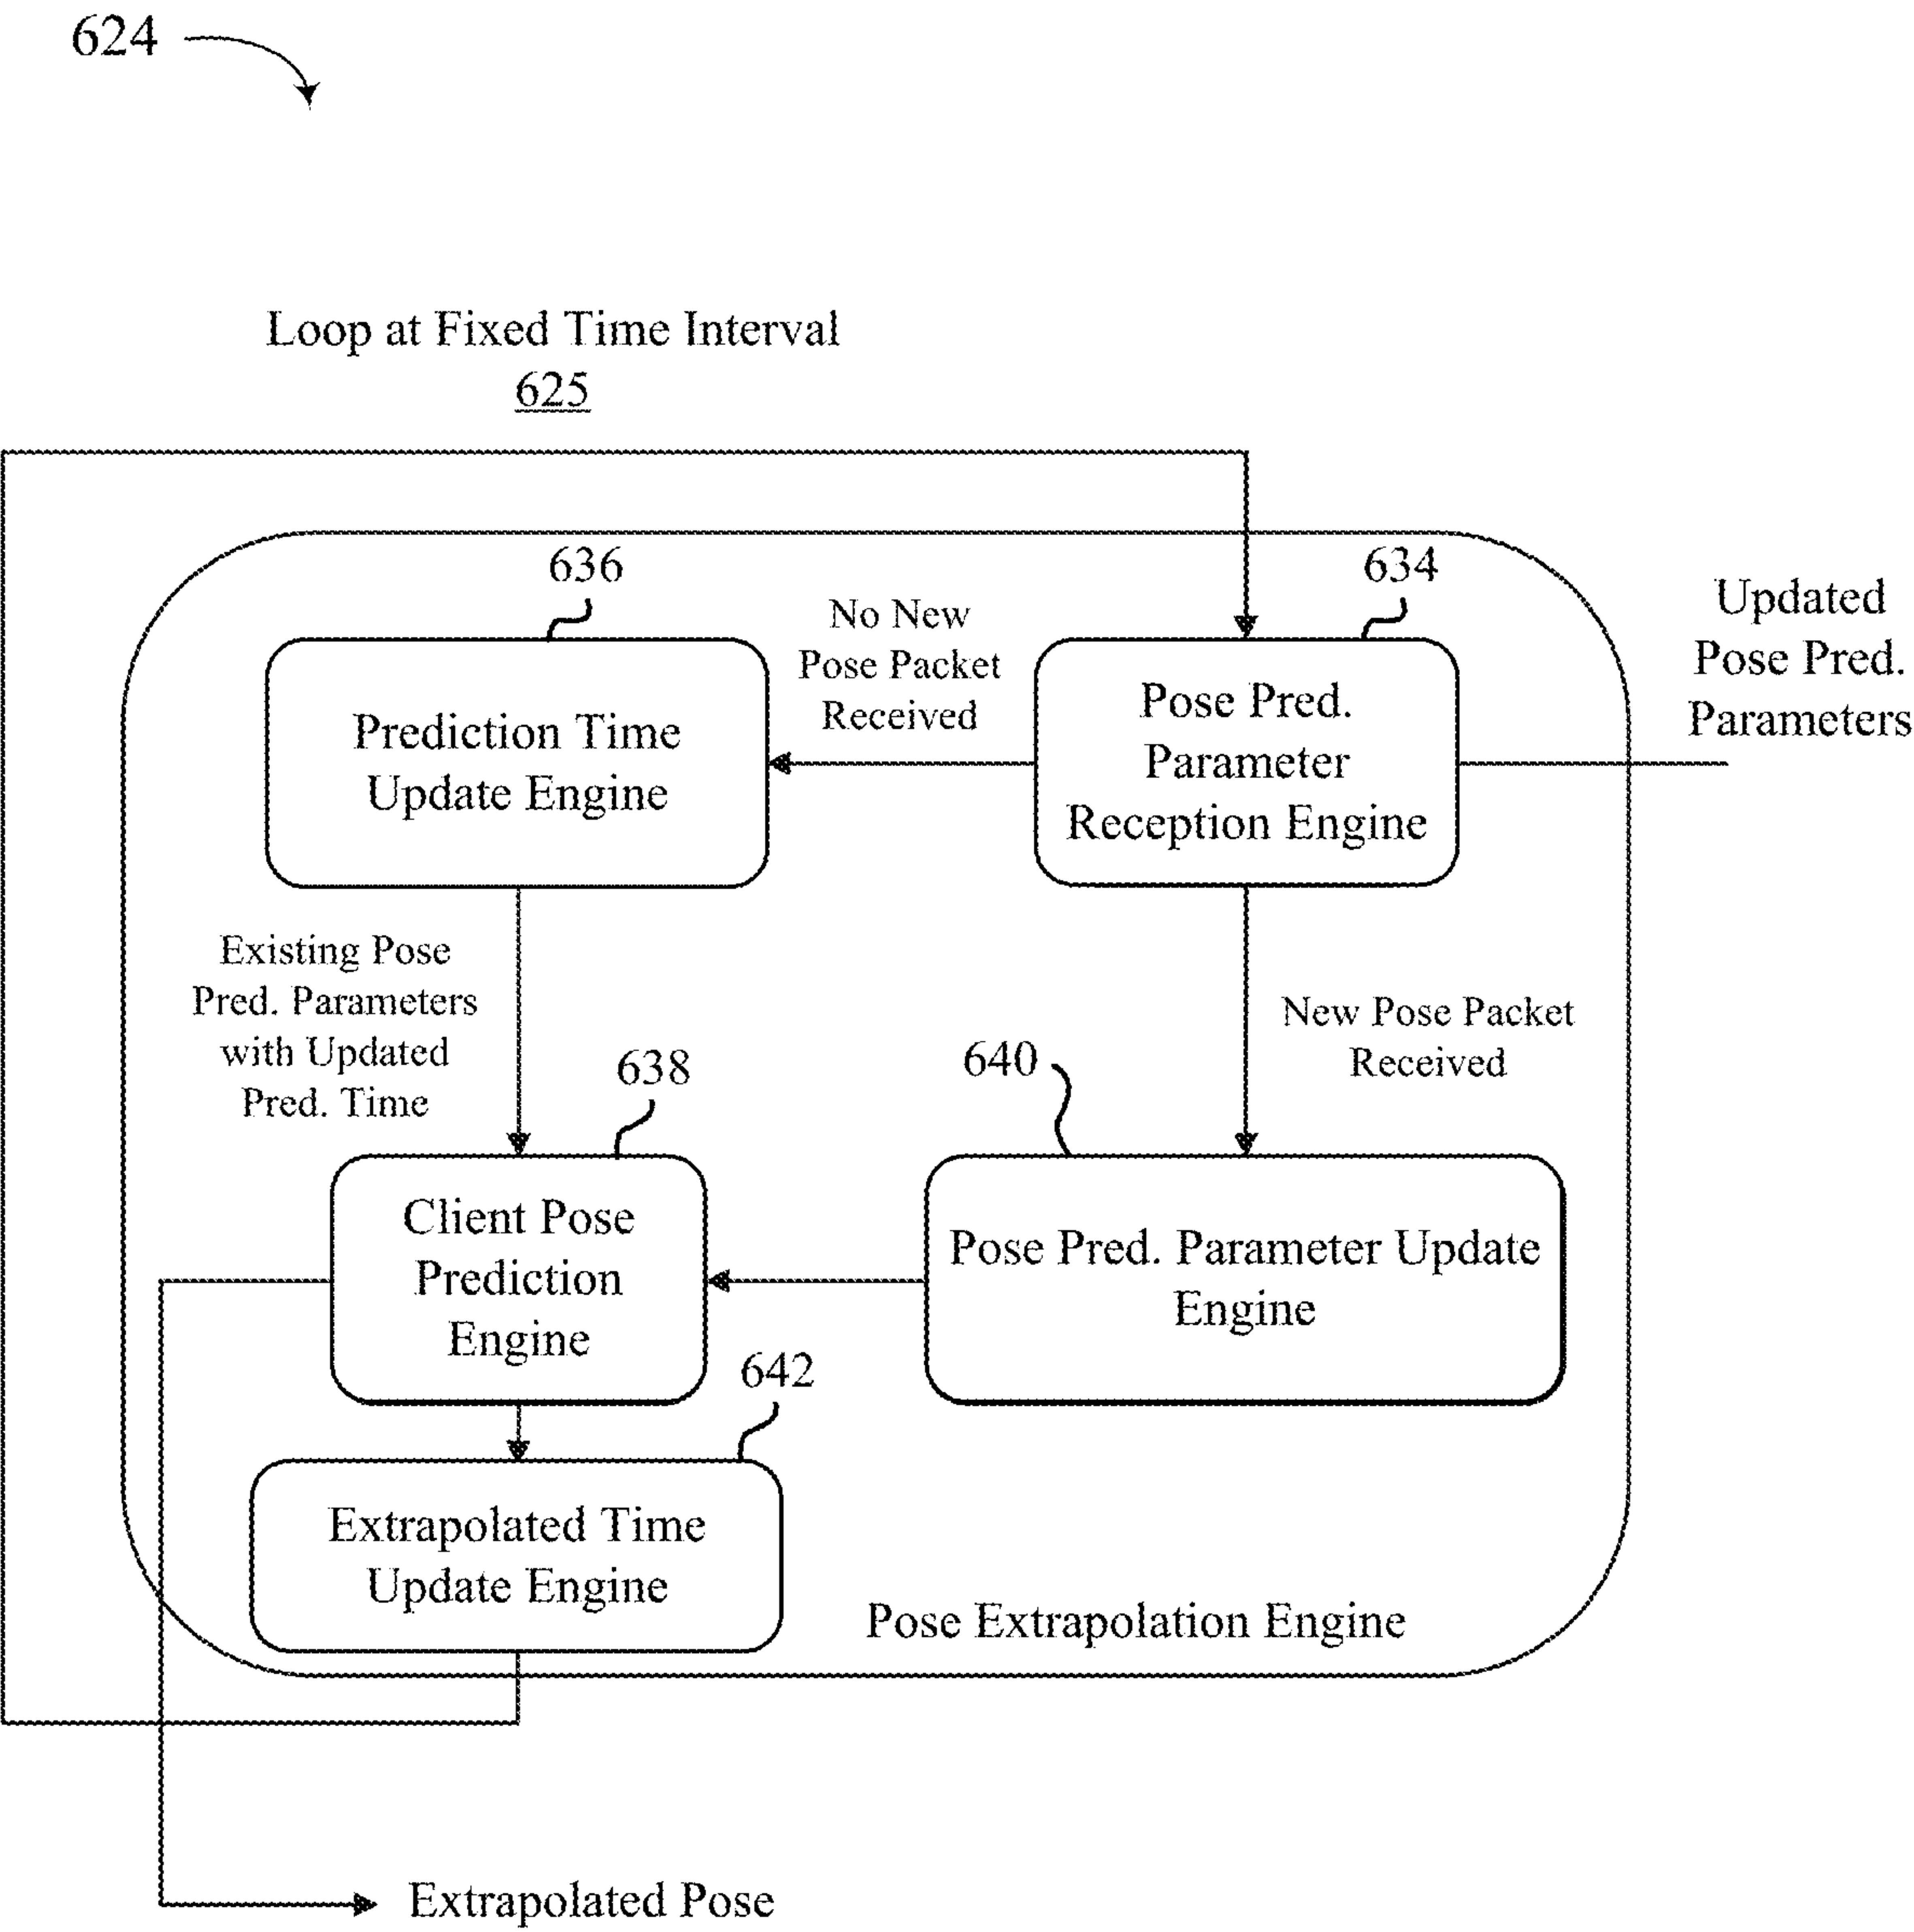 624
Loop at Fixed Time Interval
625
636
634
No New
Pose Packet
Received
Updated
Pose Pred.
Parameters
Prediction Time
Update Engine
Pose Pred.
Parameter
Reception Engine
Existing Pose
Pred. Parameters
with Updated
Pred. Time
New Pose Packet
Received
638
640
Client Pose
Prediction
Engine
Pose Pred. Parameter Update
Engine
642
Extrapolated Time
Update Engine
Pose Extrapolation Engine
Extrapolated Pose